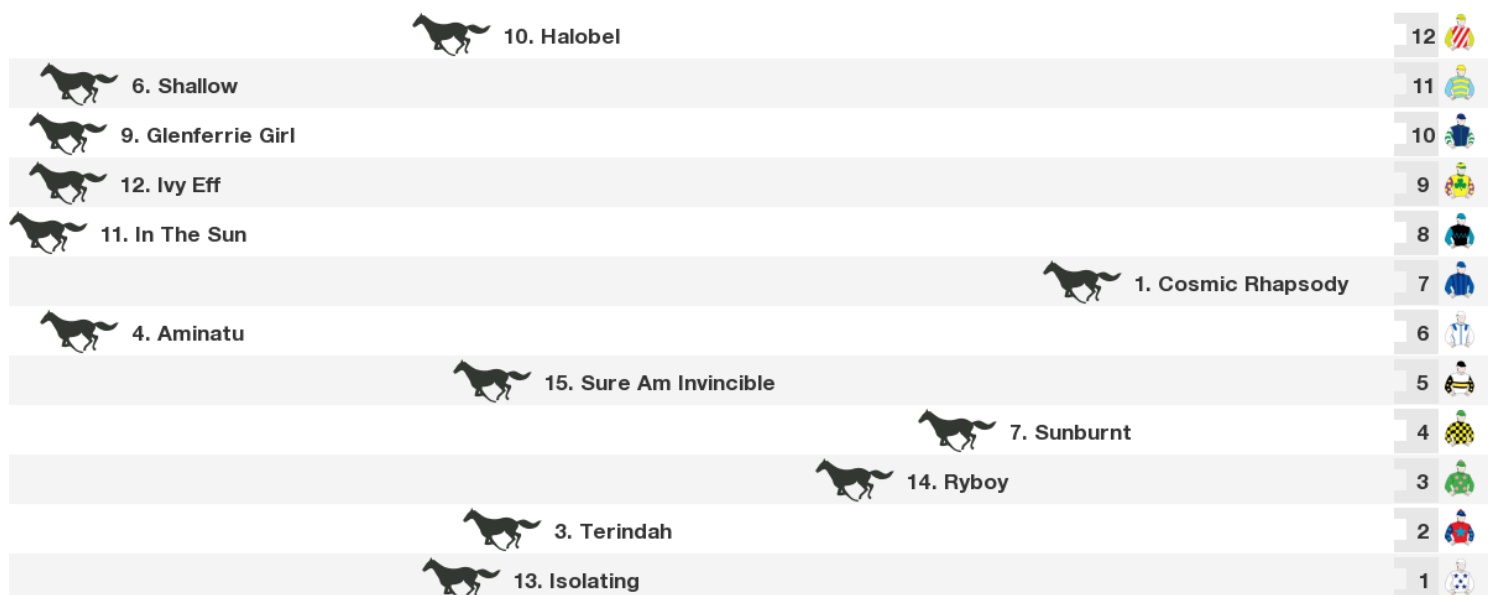 10. Halobel 12
6. Shallow 11
9. Glenferrie Girl 10
12. Ivy Eff 9
11. In The Sun 8
1. Cosmic Rhapsody 7
4. Aminatu 6
15. Sure Am Invincible 5
7. Sunburnt 4
14. Ryboy 3
3. Terindah 2
13. Isolating 1